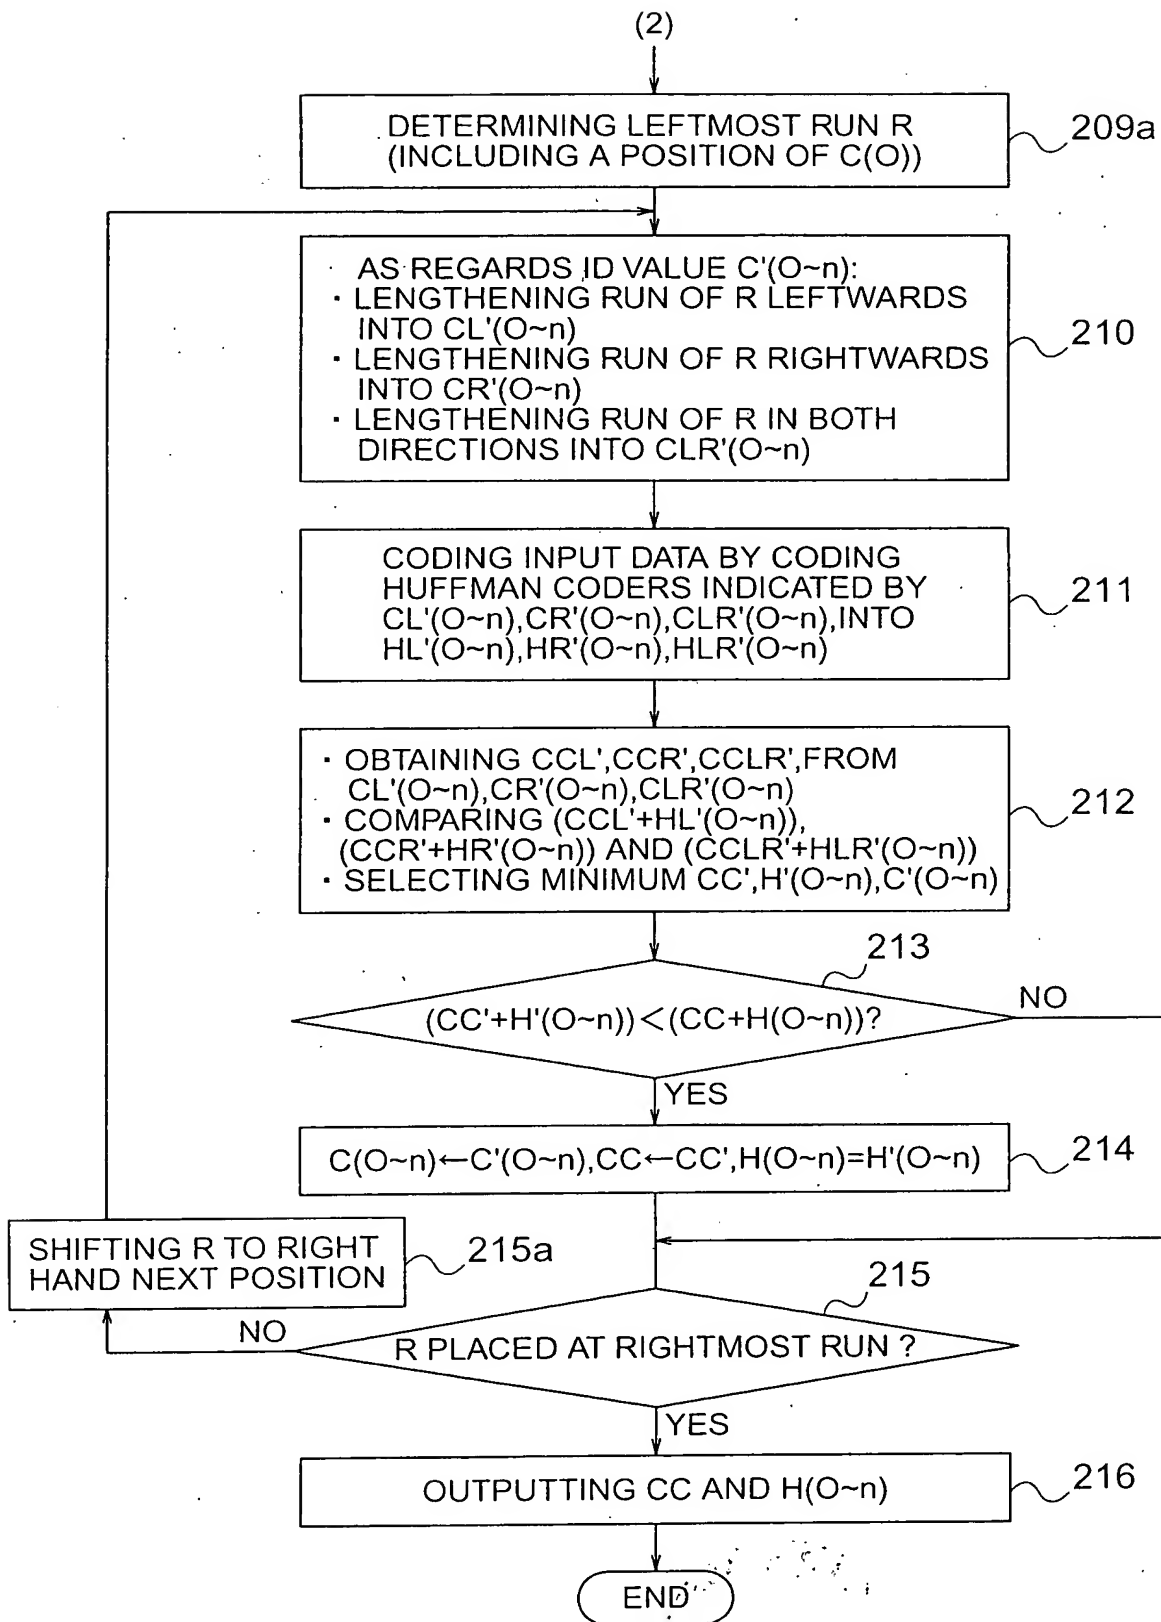 (2)
DETERMINING LEFTMOST RUN R
(INCLUDING A POSITION OF C(O))
209a
AS REGARDS ID VALUE C'(O~n):
· LENGTHENING RUN OF R LEFTWARDS
INTO CL'(O~n)
· LENGTHENING RUN OF R RIGHTWARDS
INTO CR'(O~n)
· LENGTHENING RUN OF R IN BOTH
DIRECTIONS INTO CLR'(O~n)
210
CODING INPUT DATA BY CODING
HUFFMAN CODERS INDICATED BY
CL'(O~n),CR'(O~n),CLR'(O~n),INTO
HL'(O~n),HR'(O~n),HLR'(O~n)
211
· OBTAINING CCL',CCR',CCLR',FROM
CL'(O~n),CR'(O~n),CLR'(O~n)
· COMPARING (CCL'+HL'(O~n)),
(CCR'+HR'(O~n)) AND (CCLR'+HLR'(O~n))
· SELECTING MINIMUM CC',H'(O~n),C'(O~n)
212
213
(CC'+H'(O~n))<(CC+H(O~n))?
NO
YES
C(O~n)←C'(O~n),CC←CC',H(O~n)=H'(O~n)
214
SHIFTING R TO RIGHT
HAND NEXT POSITION
215a
215
NO
R PLACED AT RIGHTMOST RUN ?
YES
OUTPUTTING CC AND H(O~n)
216
END